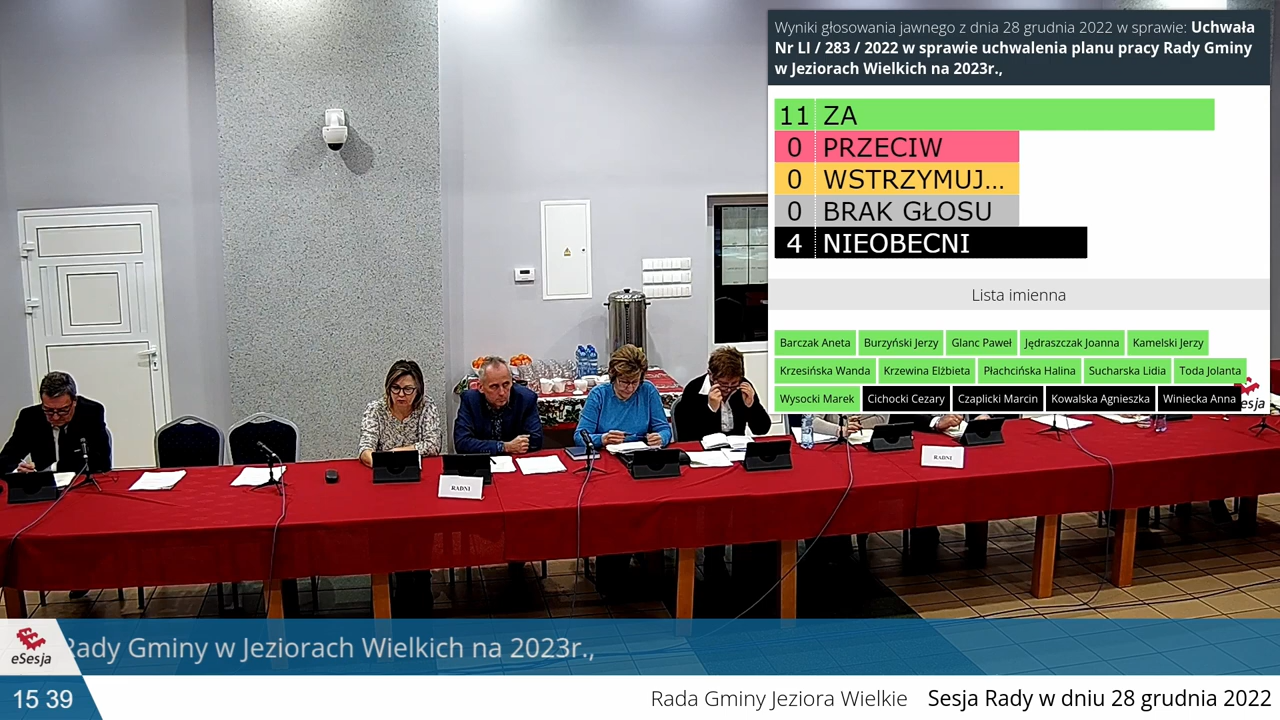 Wyniki głosowania jawnego z dnia 28 grudnia 2022 w sprawie: Uchwała
Nr LI / 283 / 2022 w sprawie uchwalenia planu pracy Rady Gminy
w Jeziorach Wielkich na 2023r.,
11 ZA
0 PRZECIW
0 WSTRZYMUJ...
0 BRAK GŁOSU
4 NIEOBECNI
Lista imienna
Barczak Aneta Burzyński Jerzy Glanc Paweł Jędraszczak Joanna Kamelski Jerzy
Krzesińska Wanda Krzewina Elżbieta Płachcińska Halina Sucharska Lidia Toda Jolanta
Wysocki Marek Cichocki Cezary Czaplicki Marcin Kowalska Agnieszka Winiecka Anna
RADNI
RADNI
eSesja
Rady Gminy w Jeziorach Wielkich na 2023r.,
15 39
Rada Gminy Jeziora Wielkie Sesja Rady w dniu 28 grudnia 2022